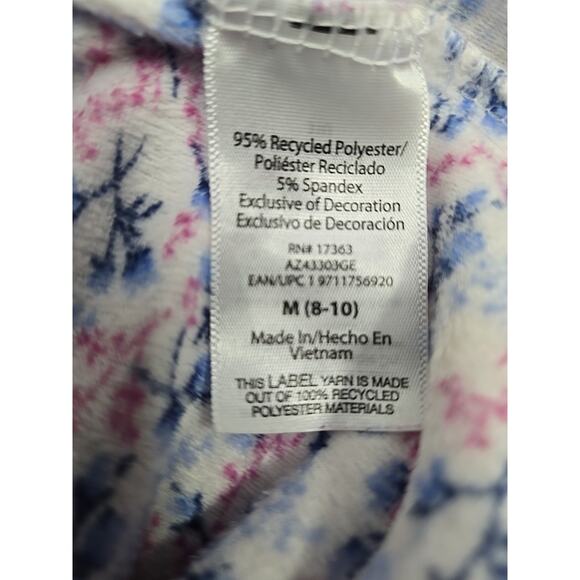 95% Recycled Polyester/
Poliéster Reciclado
5% Spandex
Exclusive of Decoration
Exclusivo de Decoración
RN# 17363
AZ43303GE
EAN/UPC 1 9711756920
M (8-10)
Made In/Hecho En
Vietnam
THIS LABEL YARN IS MADE
OUT OF 100% RECYCLED
POLYESTER MATERIALS